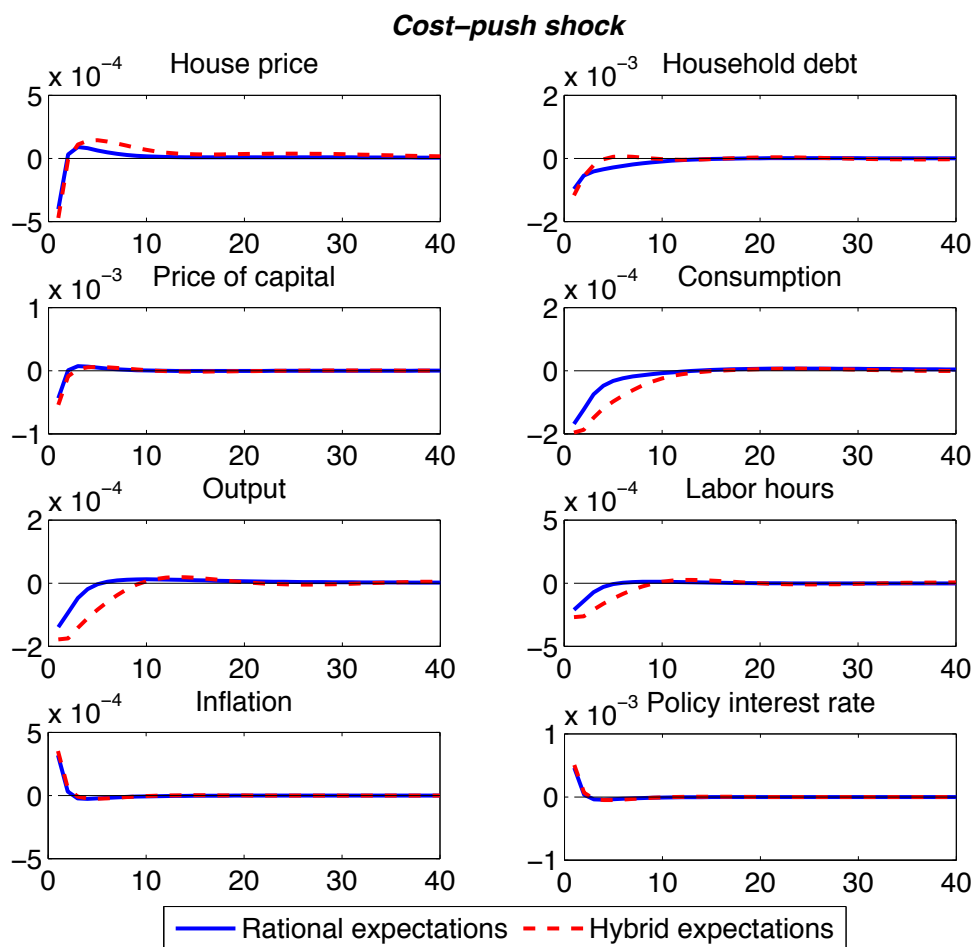 Cost−push shock
x 10−4 House price
5
0
−5
0 10 20 30 40
x 10−3 Household debt
2
0
−2
0 10 20 30 40
x 10−3 Price of capital
1
0
−1
0 10 20 30 40
x 10−4 Consumption
2
0
−2
0 10 20 30 40
x 10−4 Output
2
0
−2
0 10 20 30 40
x 10−4 Labor hours
5
0
−5
0 10 20 30 40
x 10−4 Inflation
5
0
−5
0 10 20 30 40
x 10−3 Policy interest rate
1
0
−1
0 10 20 30 40
Rational expectations Hybrid expectations